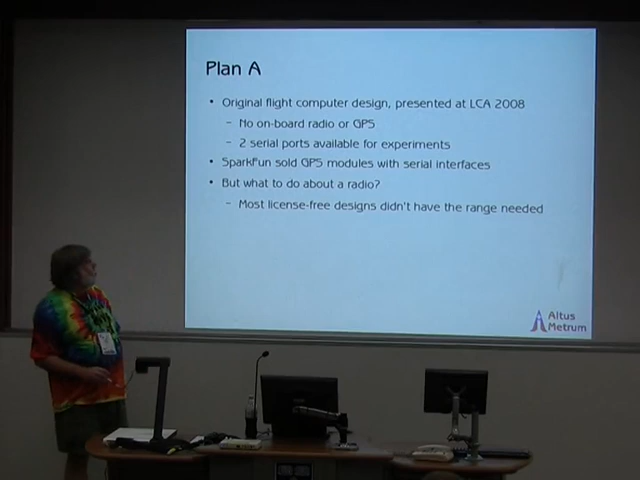 Plan A
• Original flight computer design, presented at LCA 2008
– No on-board radio or GPS
– 2 serial ports available for experiments
• SparkFun sold GPS modules with serial interfaces
• But what to do about a radio?
– Most license-free designs didn't have the range needed
Altus
Metrum